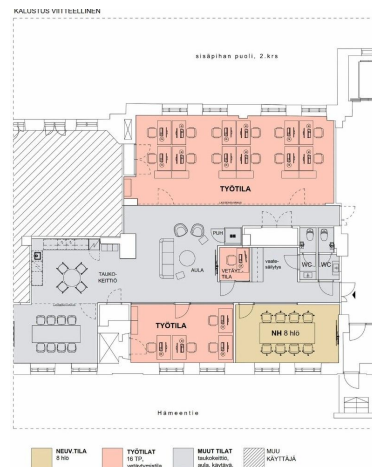 KALUSTUS VIITTEELLINEN
sisäpihan puoli, 2.krs
TYÖTILA
PUH
AULA
VETÄYT.
TILA
vaate-
säilytys
WC
WC
TAUKO-
KEITTIÖ
TYÖTILA
NH 8 hlö
Hämeentie
NEUV.TILA
8 hlö
TYÖTILAT
16 TP,
MUUT TILAT
taukokeittiö,
aula, käytävä,
MUU
KÄYTTÄJÄ